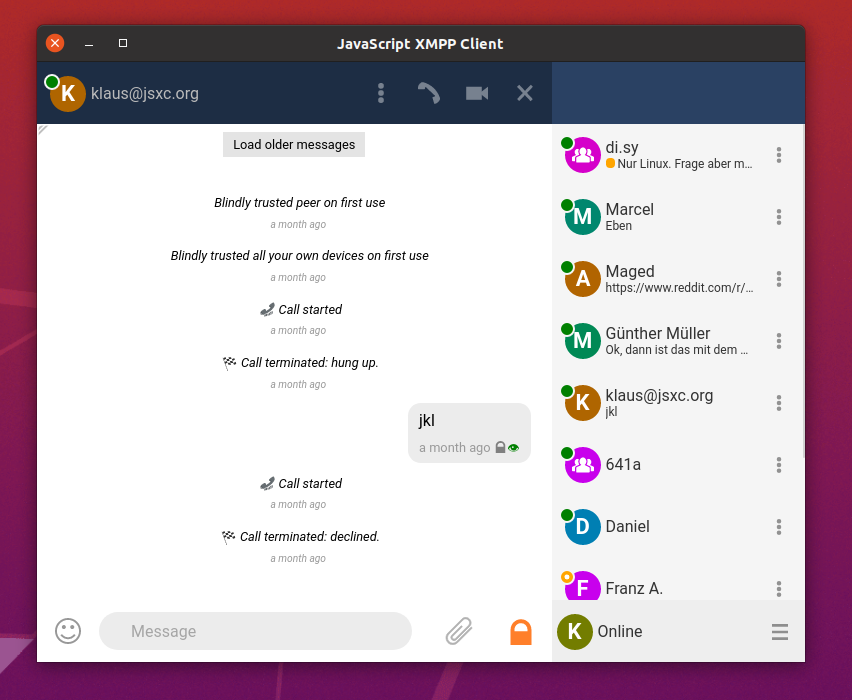 JavaScript XMPP Client
K klaus@jsxc.org
Load older messages
Blindly trusted peer on first use
a month ago
Blindly trusted all your own devices on first use
a month ago
Call started
a month ago
Call terminated: hung up.
a month ago
jkl
a month ago
Call started
a month ago
Call terminated: declined.
a month ago
Message
di.sy
Nur Linux. Frage aber m...
M Marcel
Eben
A Maged
https://www.reddit.com/r/...
M Günther Müller
Ok, dann ist das mit dem ...
K klaus@jsxc.org
jkl
641a
D Daniel
F Franz A.
K Online